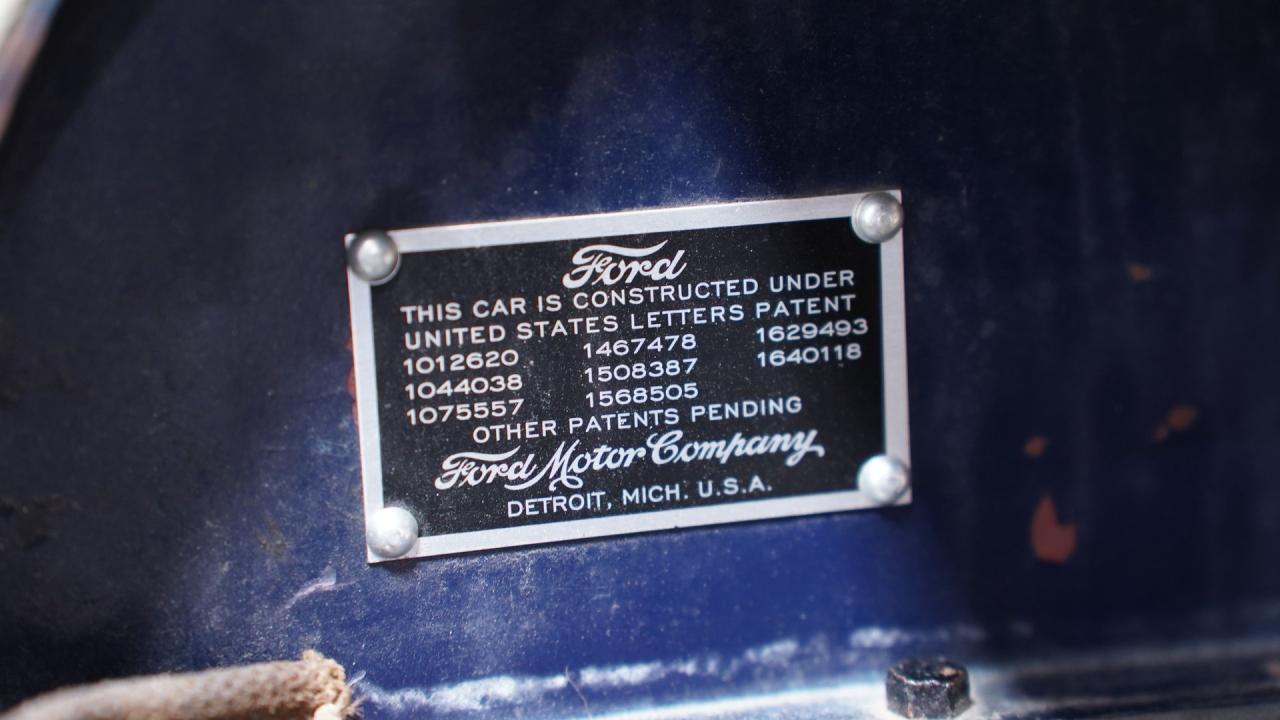 Ford
THIS CAR IS CONSTRUCTED UNDER
UNITED STATES LETTERS PATENT
1012620 1467478 1629493
1044038 1508387 1640118
1075557 1568505
OTHER PATENTS PENDING
Ford Motor Company
DETROIT, MICH. U.S.A.